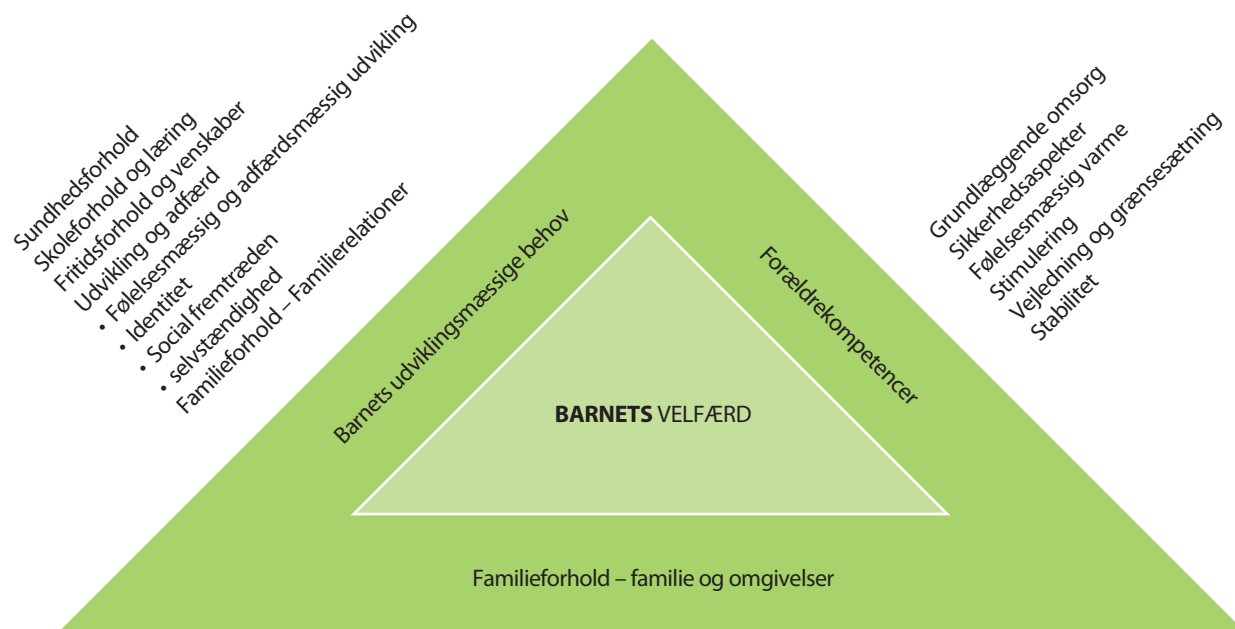 Sundhedsforhold
Skoleforhold og læring
Fritidsforhold og venskaber
Udvikling og adfærd
• Følelsesmæssig og adfærdsmæssig udvikling
• Identitet
• Social fremtræden
• selvstændighed
Familieforhold – Familierelationer
Barnets udviklingsmæssige behov
Forældrekompetencer
Grundlæggende omsorg
Sikkerhedsaspekter
Følelsesmæssig varme
Stimulering
Vejledning og grænsesætning
Stabilitet
BARNETS VELFÆRD
Familieforhold – familie og omgivelser